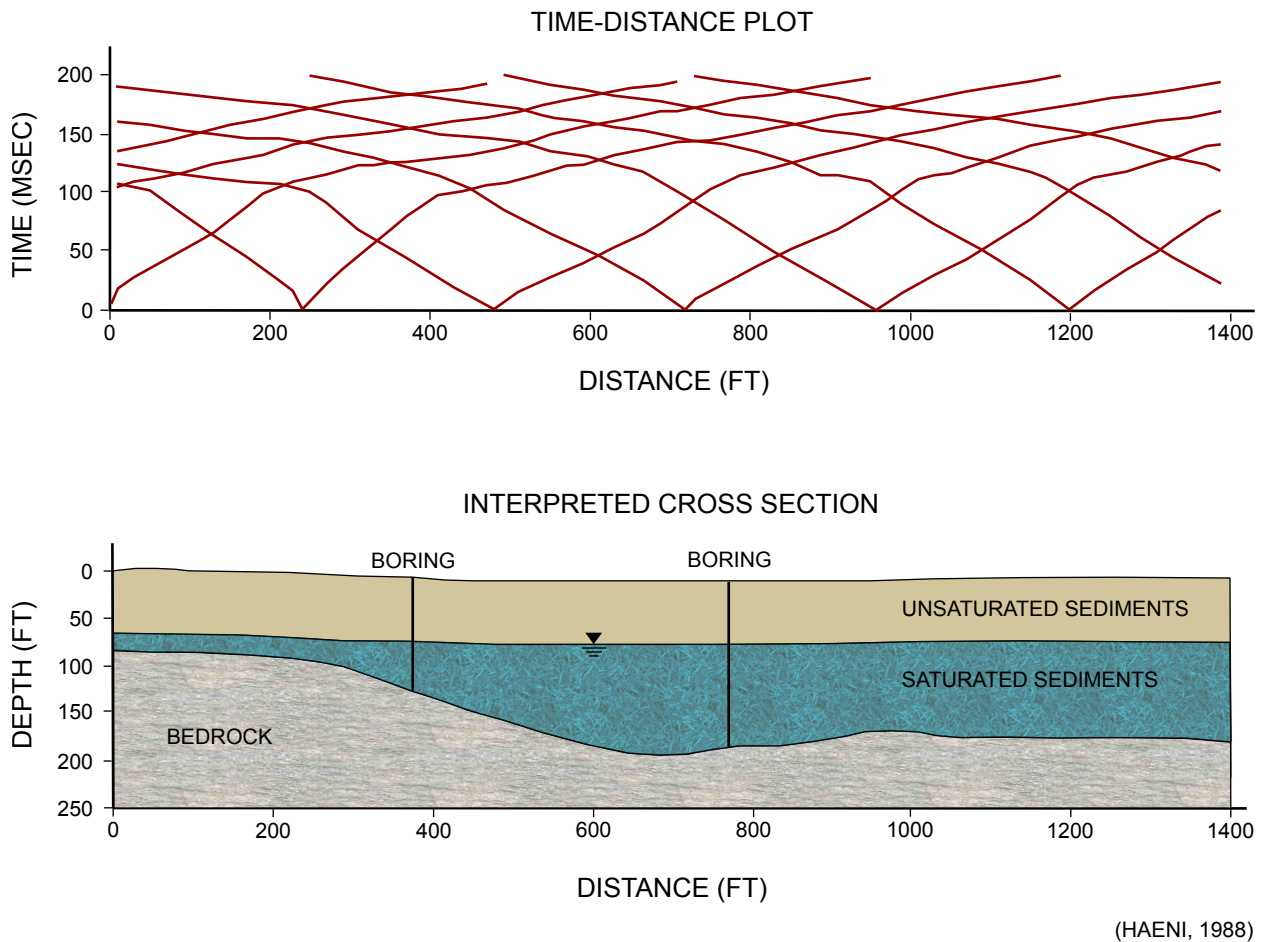 TIME-DISTANCE PLOT
TIME (MSEC)
200
150
100
50
0
0 200 400 600 800 1000 1200 1400
DISTANCE (FT)
INTERPRETED CROSS SECTION
DEPTH (FT)
0
50
100
150
200
250
BORING BORING
UNSATURATED SEDIMENTS
SATURATED SEDIMENTS
BEDROCK
0 200 400 600 800 1000 1200 1400
DISTANCE (FT)
(HAENI, 1988)